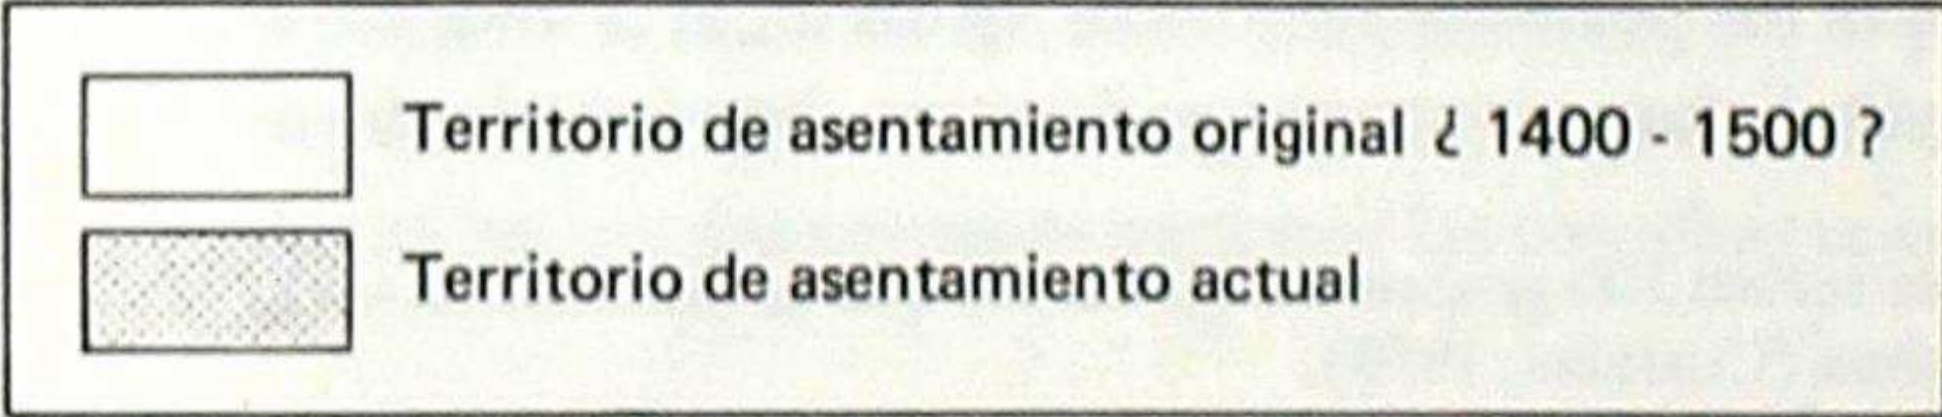 Territorio de asentamiento original ¿ 1400 - 1500 ?
Territorio de asentamiento actual